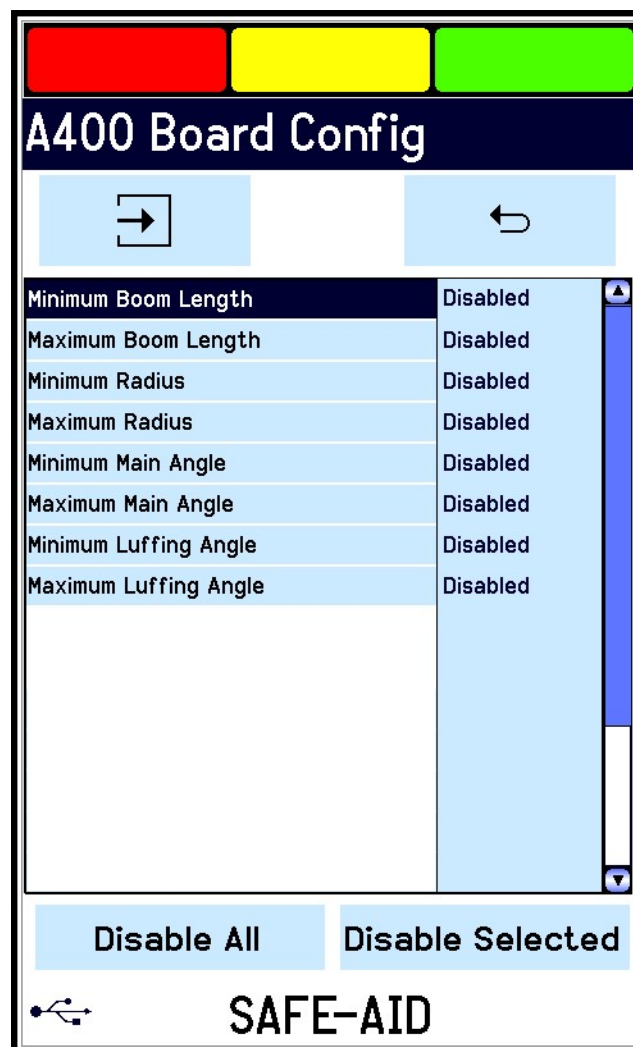 A400 Board Config
Minimum Boom Length Disabled
Maximum Boom Length Disabled
Minimum Radius Disabled
Maximum Radius Disabled
Minimum Main Angle Disabled
Maximum Main Angle Disabled
Minimum Luffing Angle Disabled
Maximum Luffing Angle Disabled
Disable All Disable Selected
SAFE-AID